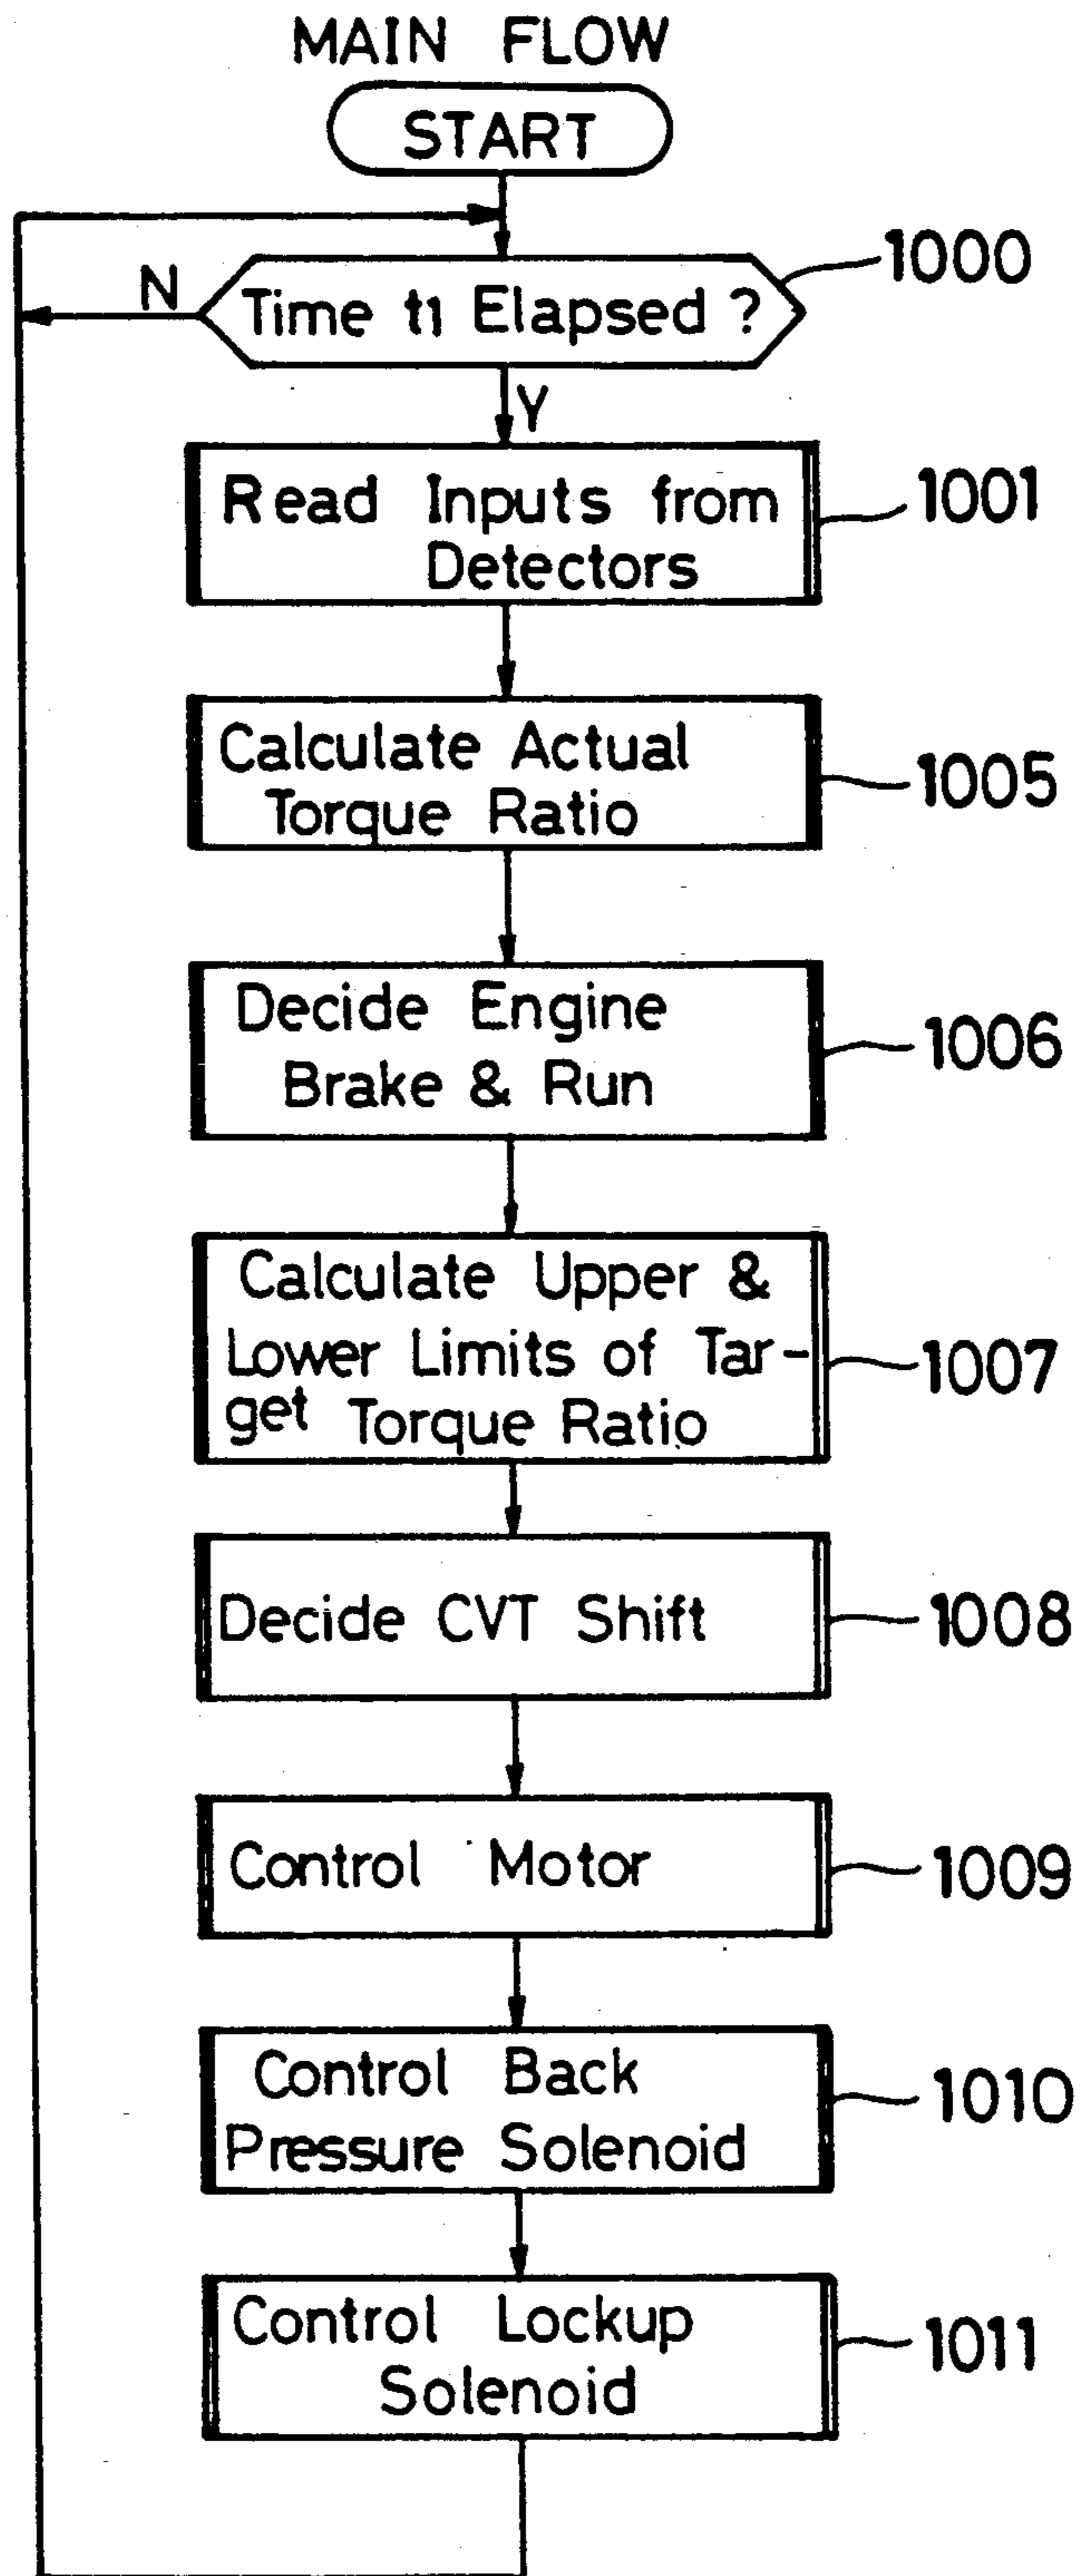 MAIN FLOW
START
1000
N
Time t1 Elapsed ?
Y
Read Inputs from
Detectors
1001
Calculate Actual
Torque Ratio
1005
Decide Engine
Brake & Run
1006
Calculate Upper &
Lower Limits of Tar-
get Torque Ratio
1007
Decide CVT Shift
1008
Control Motor
1009
Control Back
Pressure Solenoid
1010
Control Lockup
Solenoid
1011